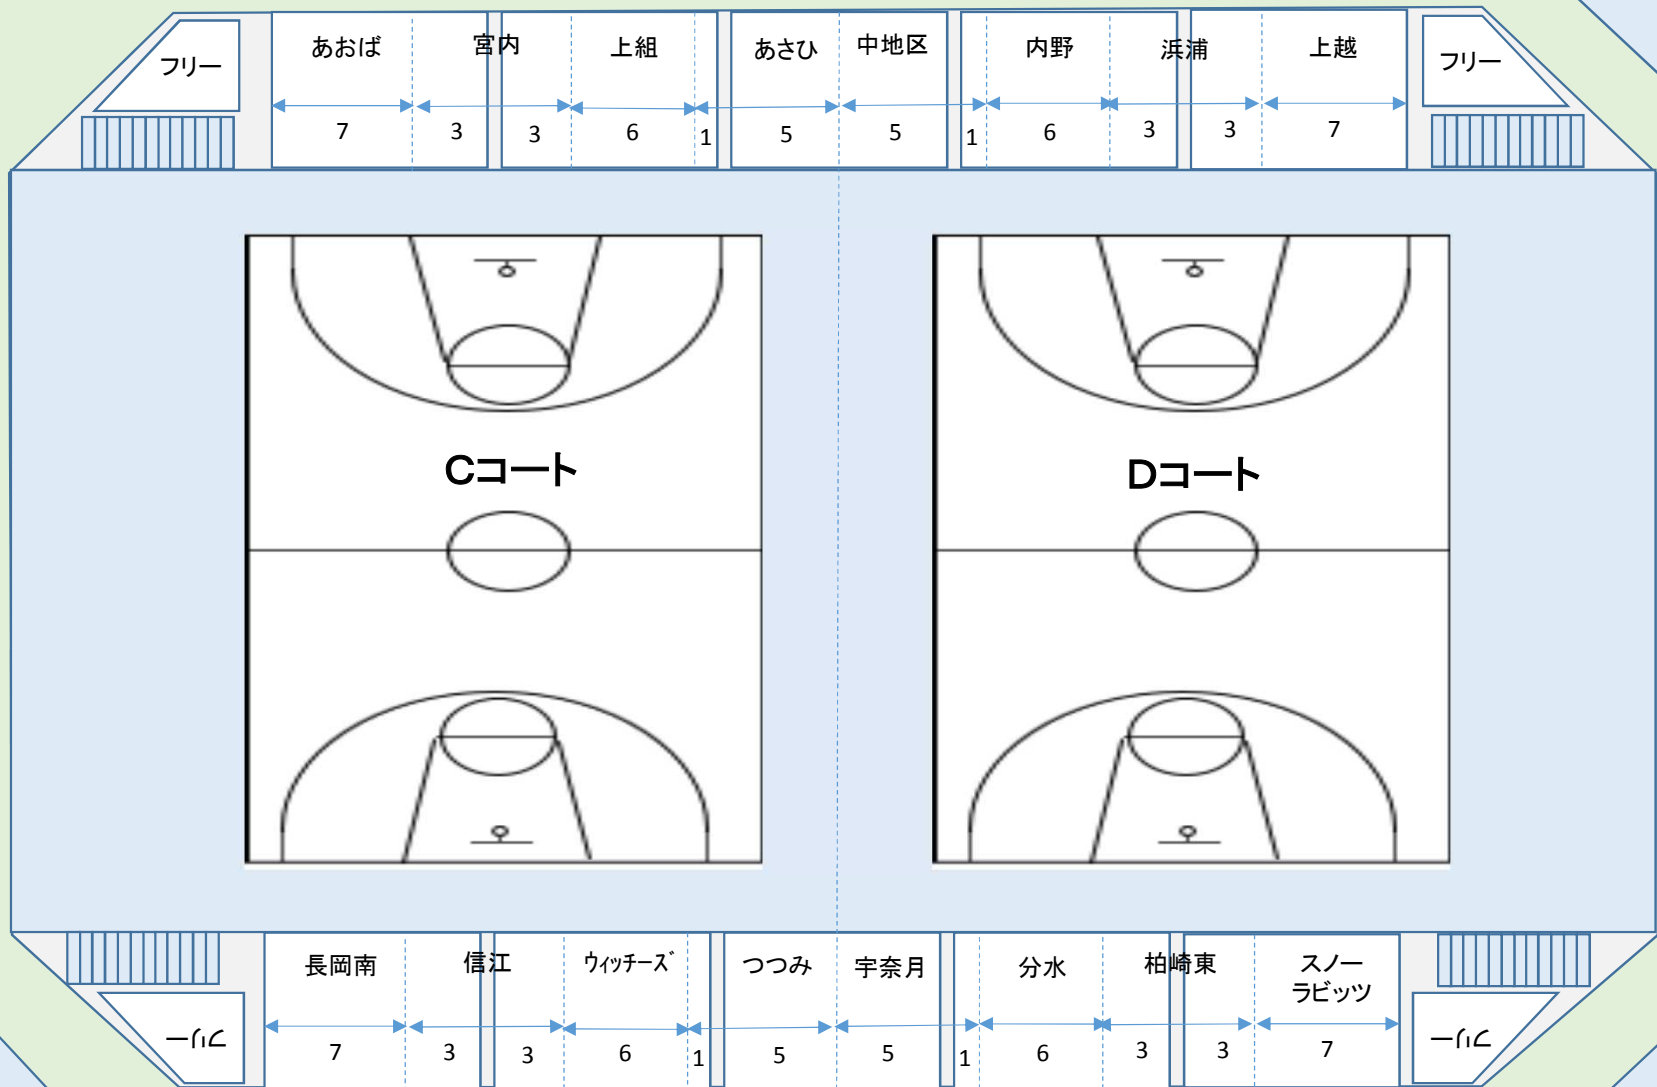 フリー
あおば
宮内
上組
あさひ
中地区
内野
浜浦
上越
フリー
7
3
3
6
1
5
5
1
6
3
3
7
Cコート
Dコート
長岡南
信江
ウィッチーズ
つつみ
宇奈月
分水
柏崎東
スノー
ラビッツ
フリー
7
3
3
6
1
5
5
1
6
3
3
7
フリー